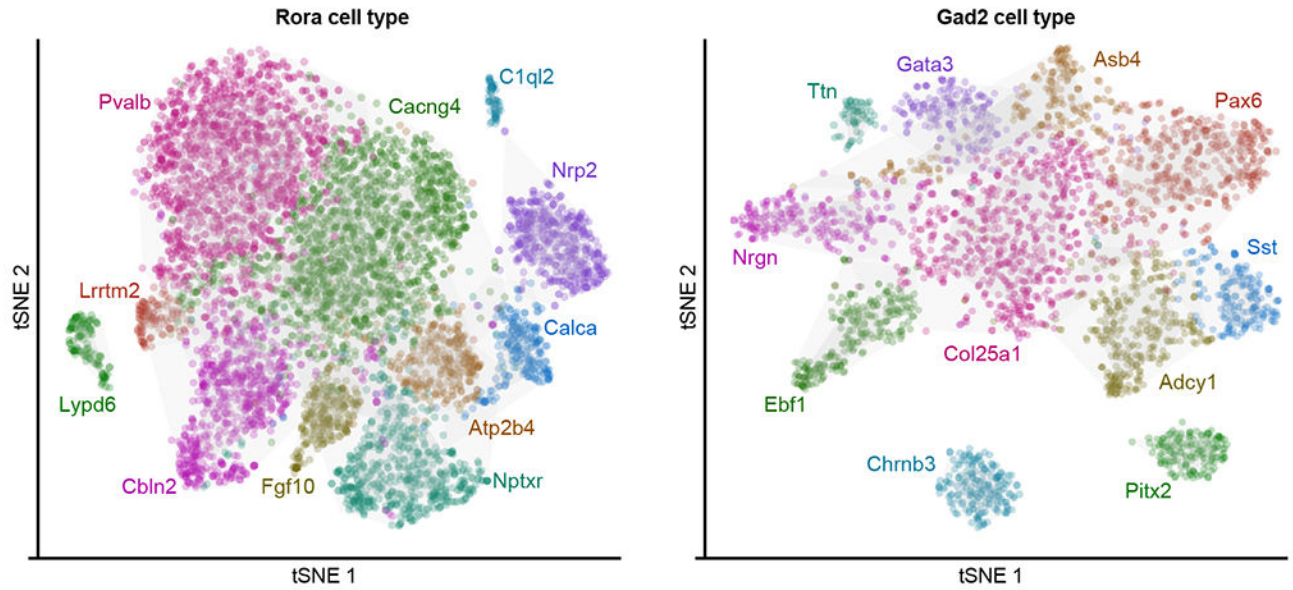 Rora cell type
Pvalb
Cacng4
C1ql2
Nrp2
Lrrtm2
Calca
Lypd6
Atp2b4
Cbln2
Fgf10
Nptxr
tSNE 2
tSNE 1
Gad2 cell type
Ttn
Gata3
Asb4
Pax6
Nrgn
Sst
Col25a1
Ebf1
Adcy1
Chrnb3
Pitx2
tSNE 2
tSNE 1